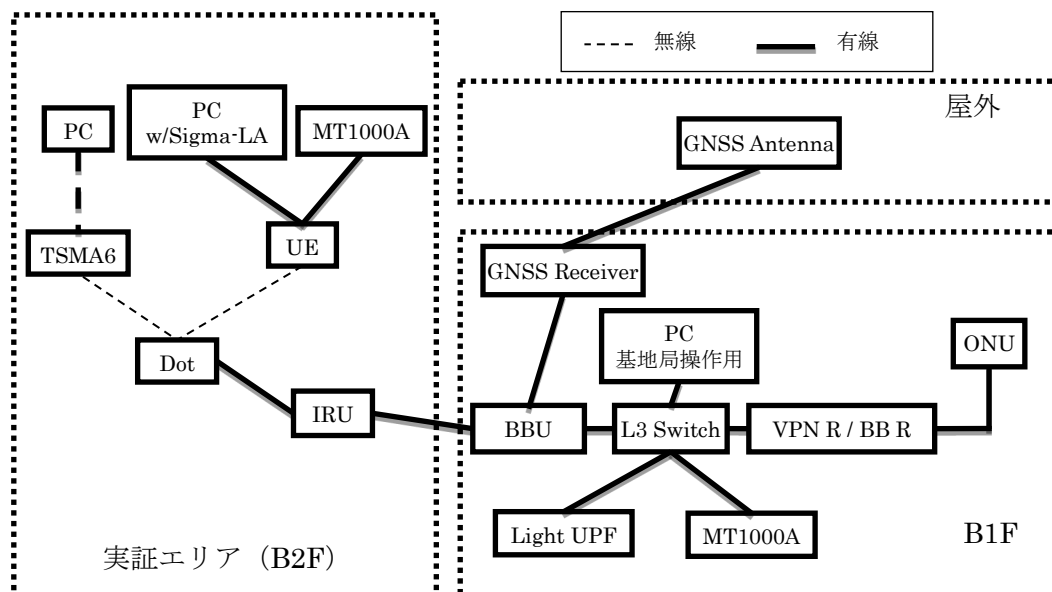 無線
有線
屋外
PC
PC
w/Sigma-LA
MT1000A
GNSS Antenna
TSMA6
UE
GNSS Receiver
PC
基地局操作用
ONU
Dot
IRU
BBU
L3 Switch
VPN R / BB R
Light UPF
MT1000A
実証エリア（B2F）
B1F